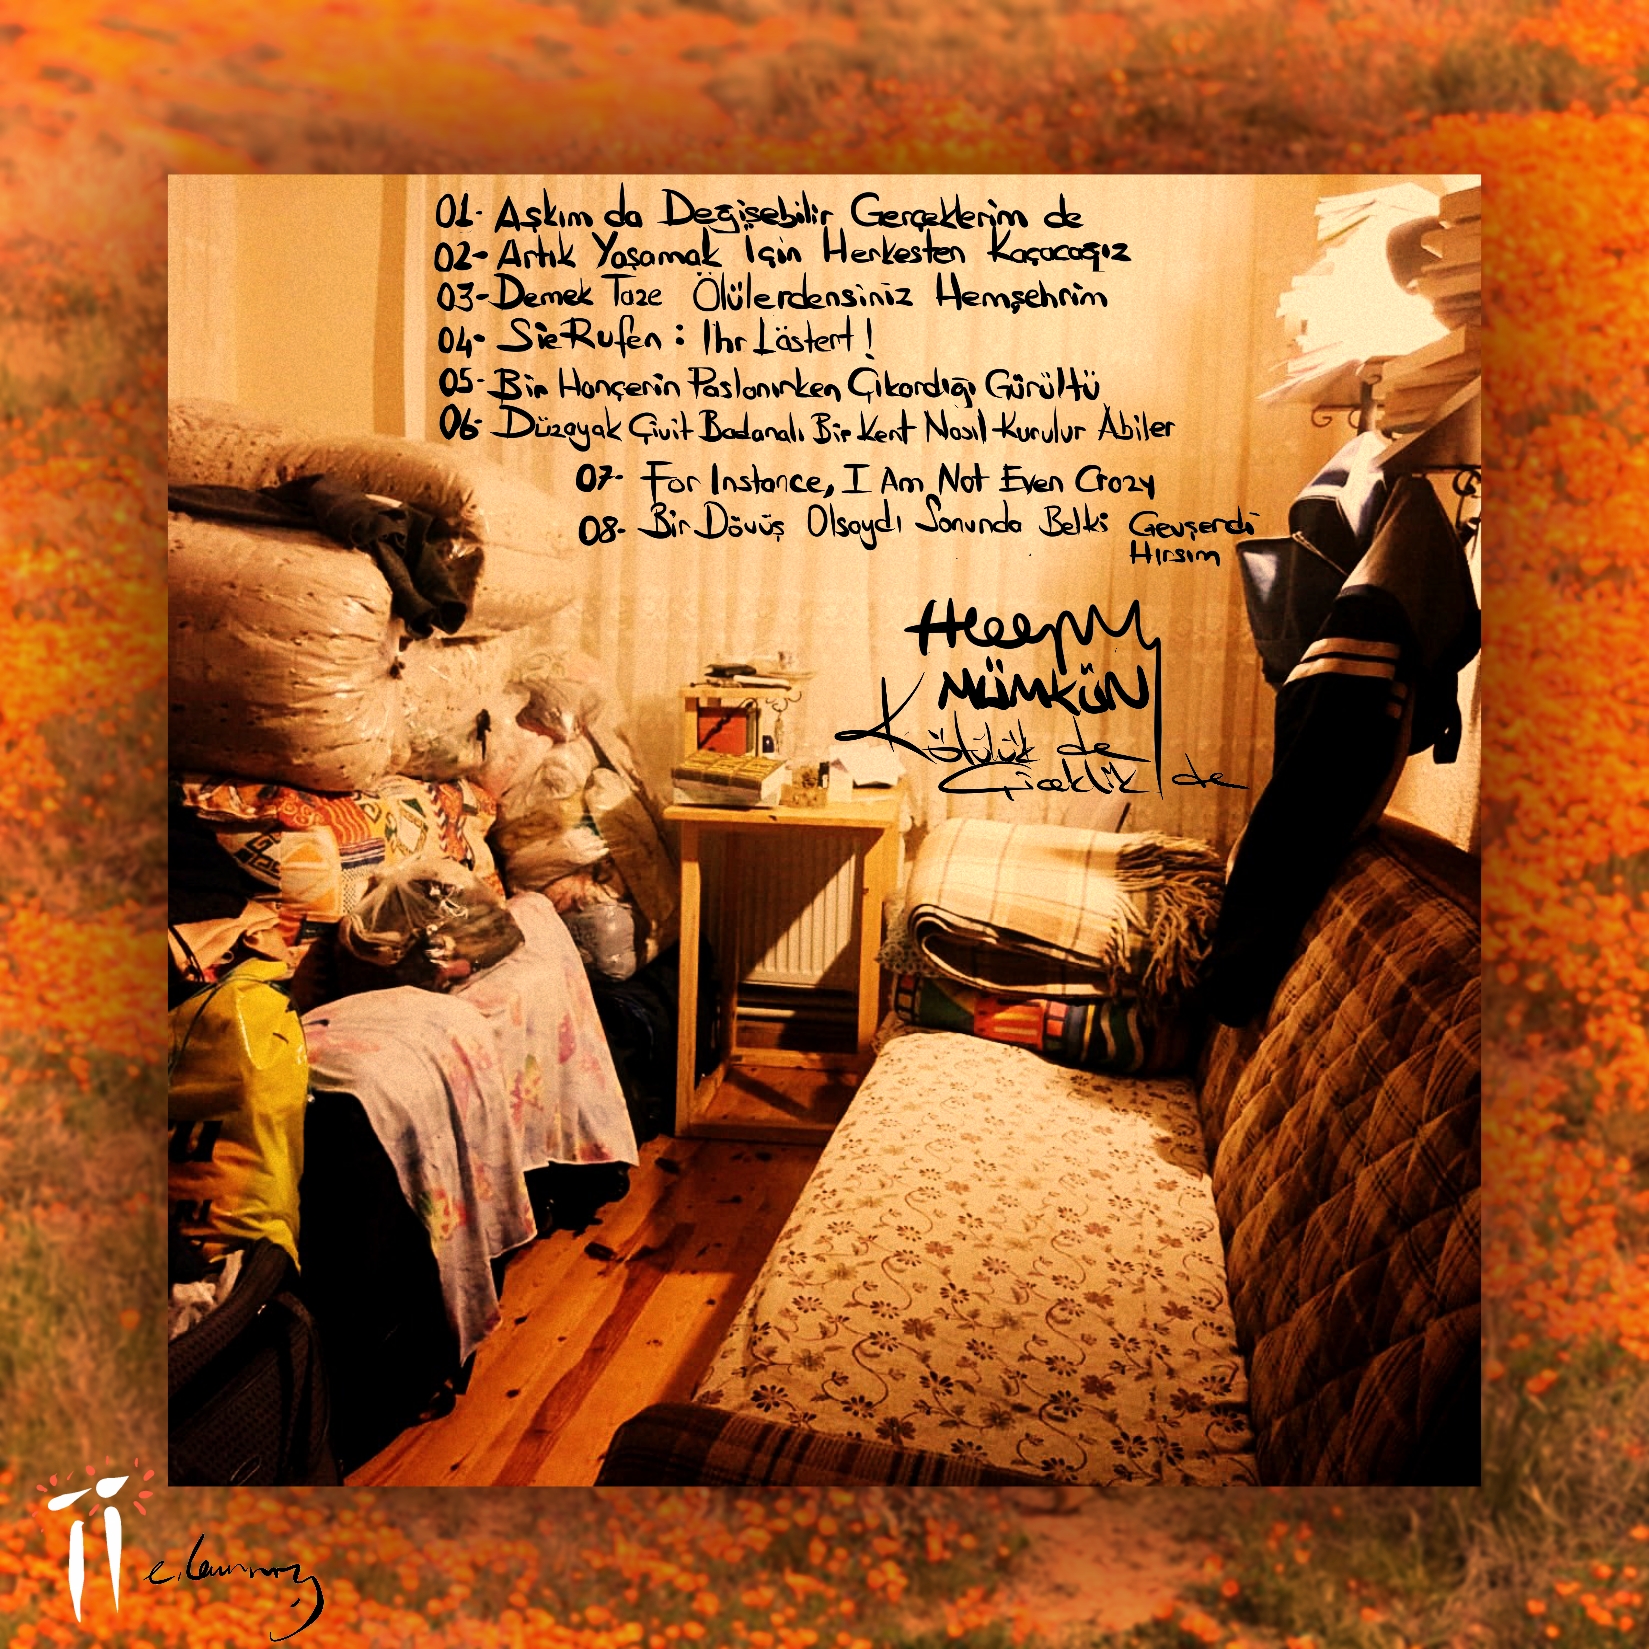 01- Aşkım da Değişebilir Gerçeklerim de
02- Artık Yaşamak İçin Herkesten Kaçacağız
03- Demek Taze Ölülerdensiniz Hemşehrim
04- Sie Rufen : Ihr Lästert !
05- Bir Hançerin Paslanırken Çıkardığı Gürültü
06- Düzayak Çivit Badanalı Bir Kent Nasıl Kurulur Abiler
07- For Instance, I Am Not Even Crazy
08- Bir Dövüş Olsaydı Sonunda Belki Gevşerdi
Hırsım
MÜMKÜN
Kötülük de
Çiçeklik de